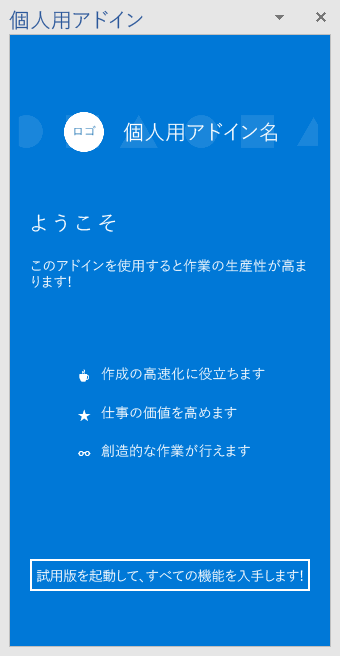 個人用アドイン
ロゴ
個人用アドイン名
ようこそ
このアドインを使用すると作業の生産性が高ま
ります!
作成の高速化に役立ちます
仕事の価値を高めます
創造的な作業が行えます
試用版を起動して、すべての機能を入手します!